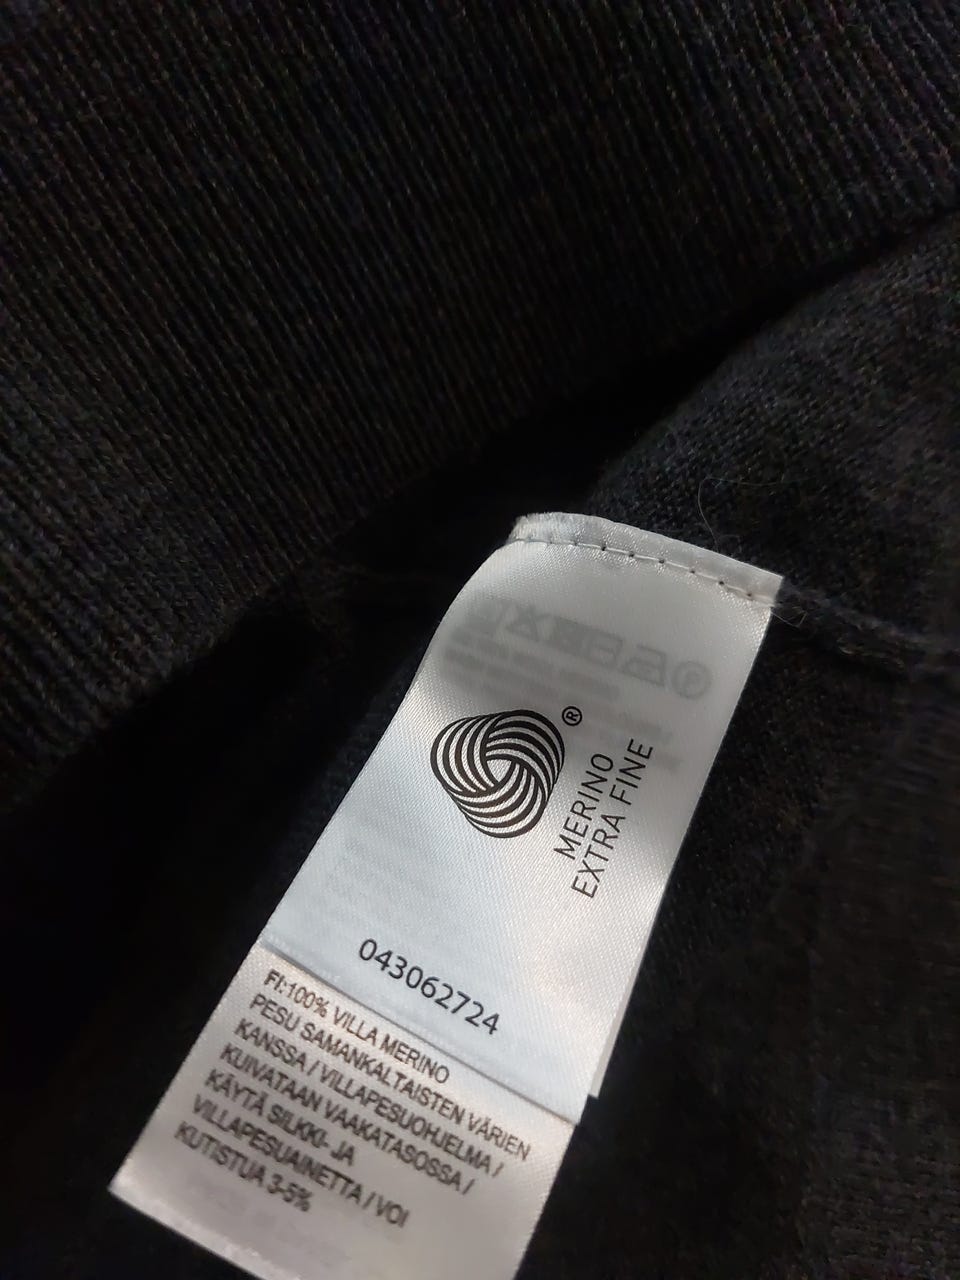 ®
MERINO
EXTRA FINE
043062724
FI:100% VILLA MERINO
PESU SAMANKALTAISTEN VÄRIEN
KANSSA / VILLAPESUOHJELMA /
KUIVATAAN VAAKATASOSSA /
KÄYTÄ SILKKI- JA
VILLAPESUAINETTA / VOI
KUTISTUA 3-5%